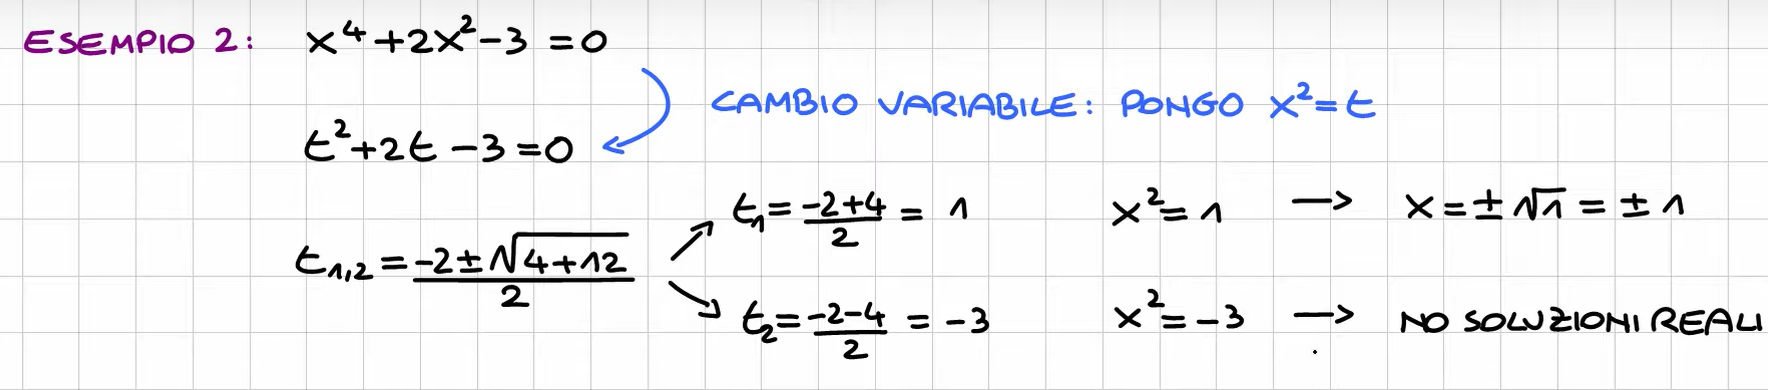 ESEMPIO 2: x⁴+2x²-3=0
CAMBIO VARIABILE: PONGO x²=t
t²+2t-3=0
t₁,₂=(-2±√(4+12))/2
t₁=(-2+4)/2=1 x²=1 → x=±√1=±1
t₂=(-2-4)/2=-3 x²=-3 → NO SOLUZIONI REALI